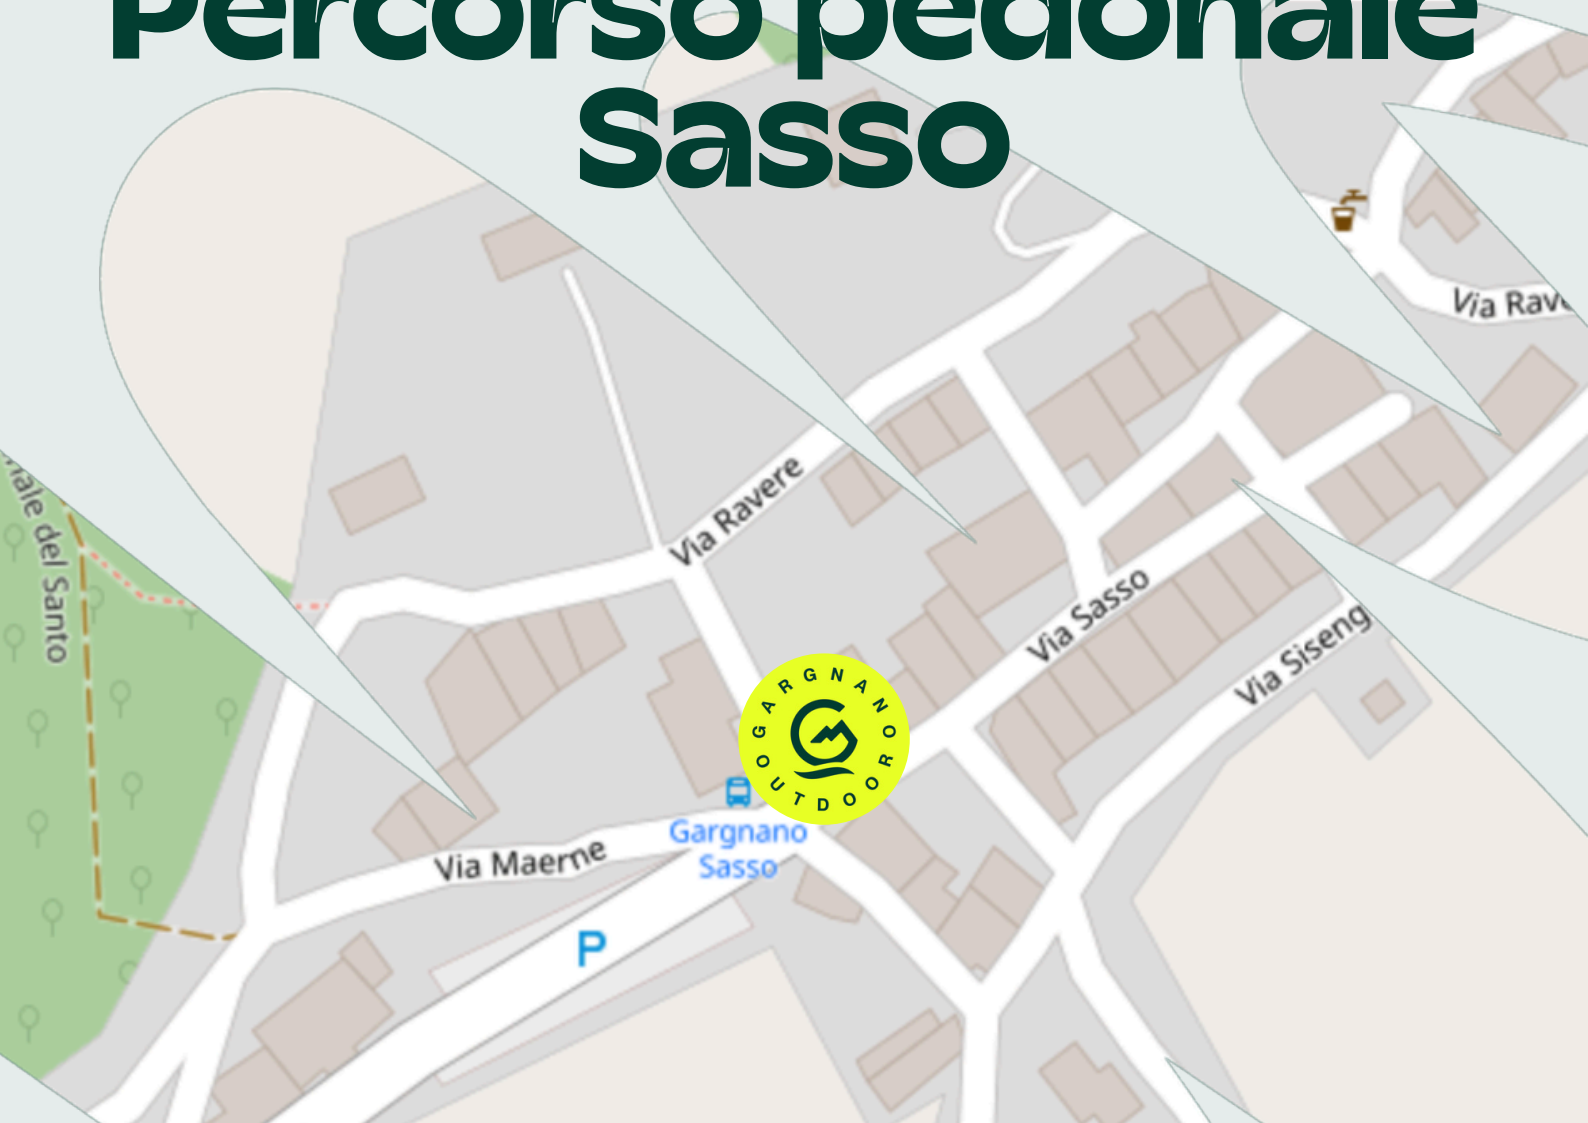 Percorso pedonale
Sasso
Via Rave
Via Ravere
nale del Santo
Via Sasso
Via Siseng
GARGNANO
OUTDOOR
Gargnano
Sasso
Via Maerne
P